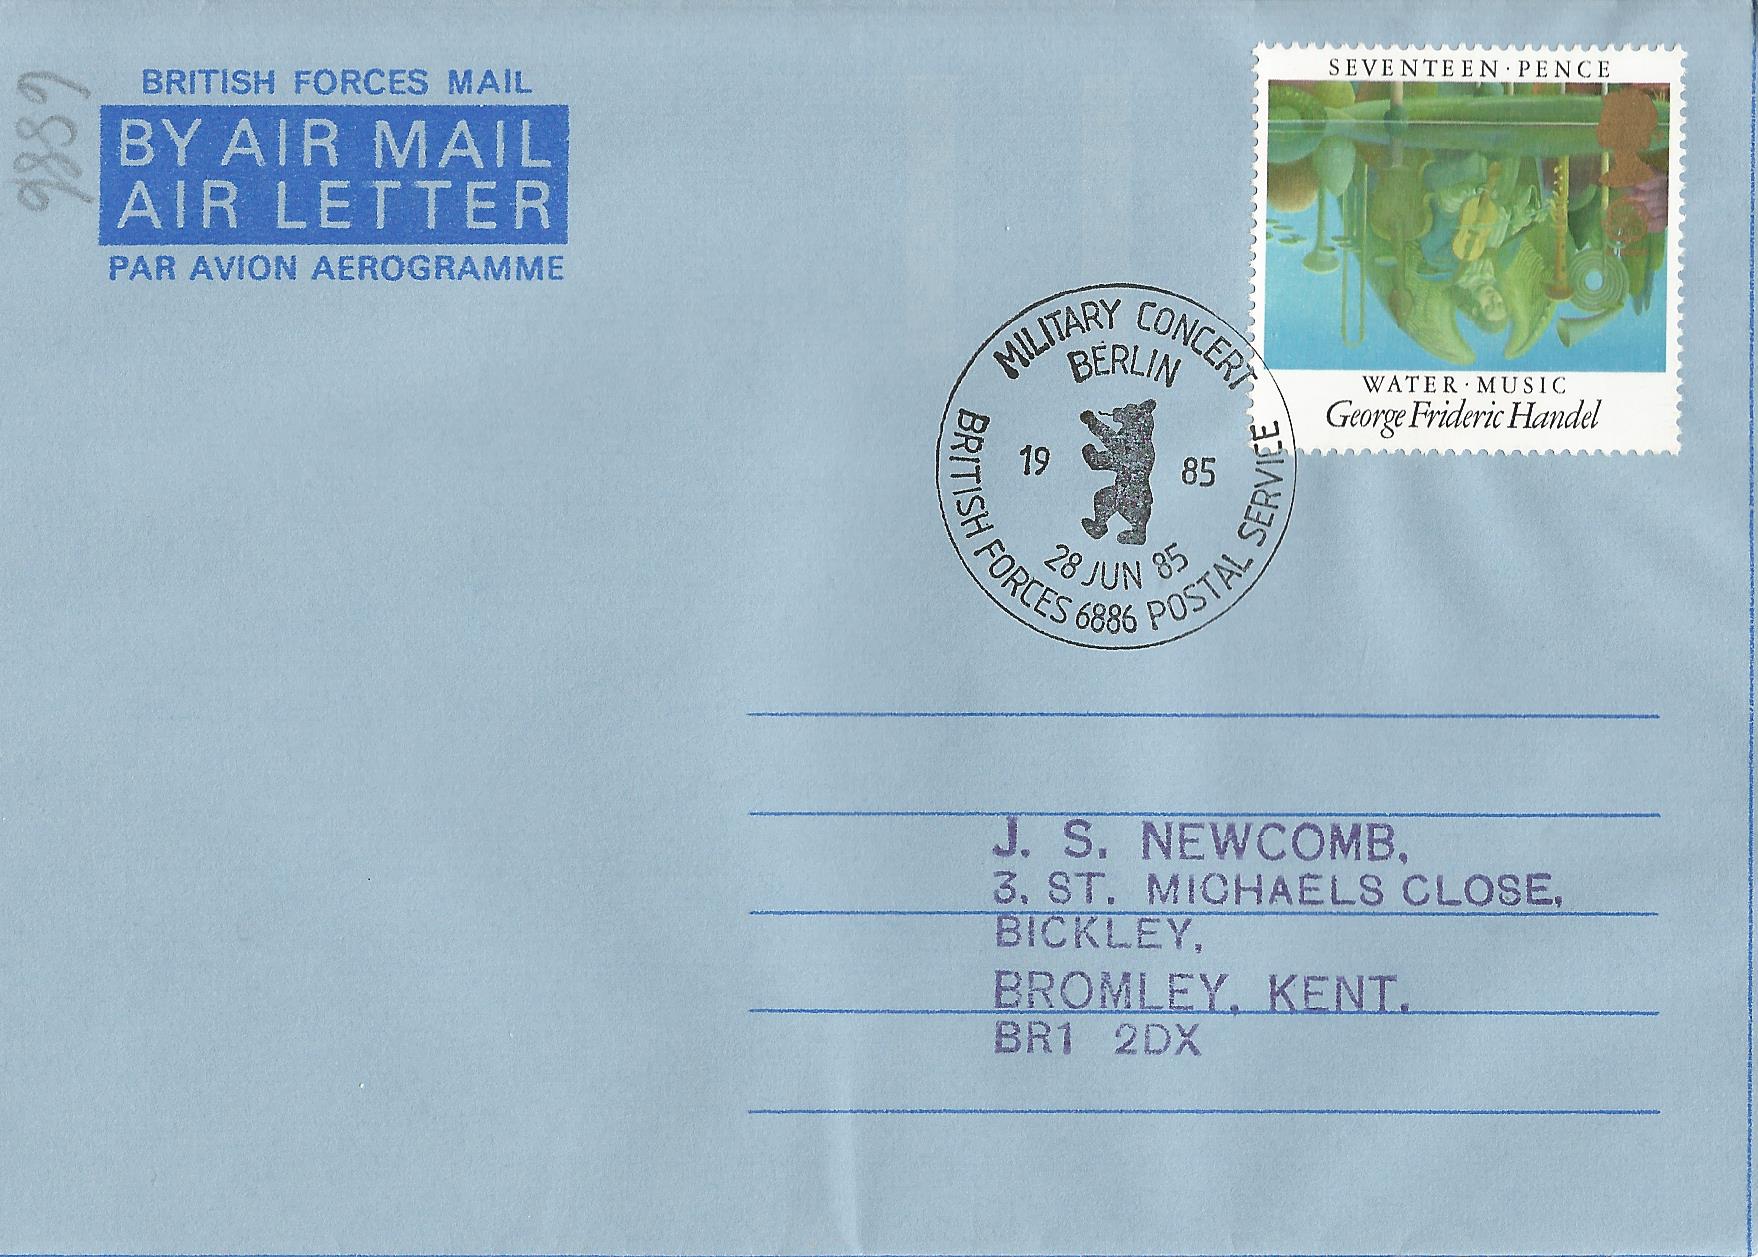 BRITISH FORCES MAIL
BY AIR MAIL
AIR LETTER
PAR AVION AEROGRAMME
6886
SEVENTEEN·PENCE
WATER·MUSIC
George Frideric Handel
MILITARY CONCERT
BERLIN
19 85
28 JUN 85
BRITISH FORCES 6886 POSTAL SERVICE
J. S. NEWCOMB,
3, ST. MICHAELS CLOSE,
BICKLEY,
BROMLEY, KENT.
BR1 2DX